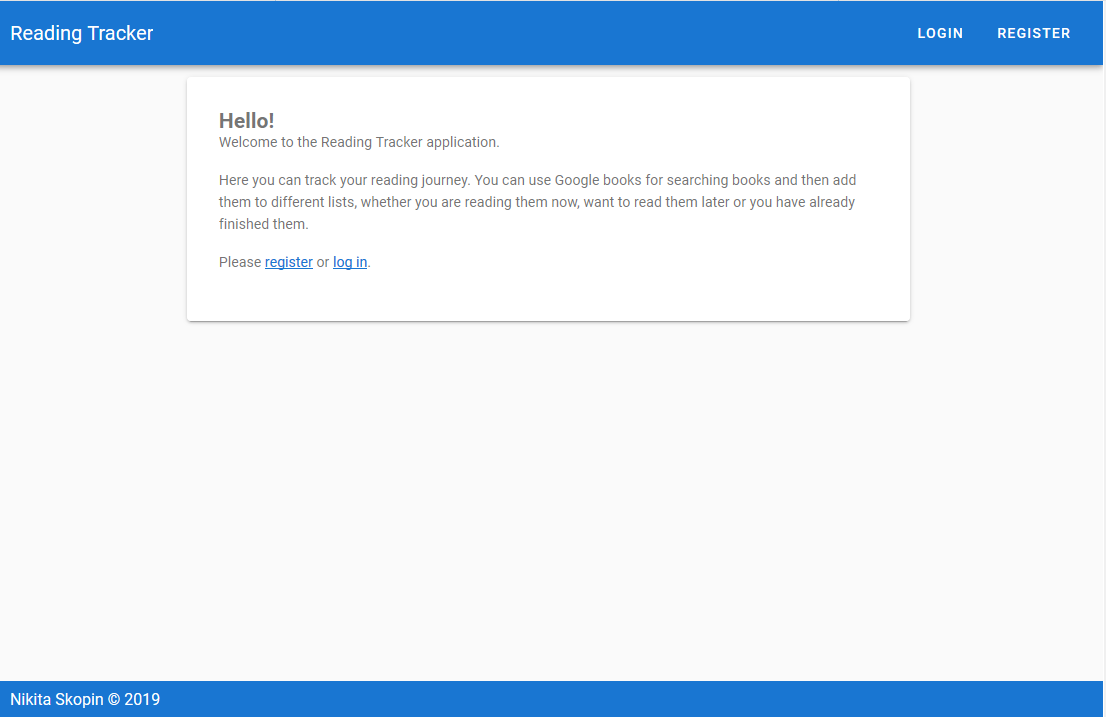 Reading Tracker
LOGIN
REGISTER
Hello!
Welcome to the Reading Tracker application.
Here you can track your reading journey. You can use Google books for searching books and then add
them to different lists, whether you are reading them now, want to read them later or you have already
finished them.
Please register or log in.
Nikita Skopin © 2019